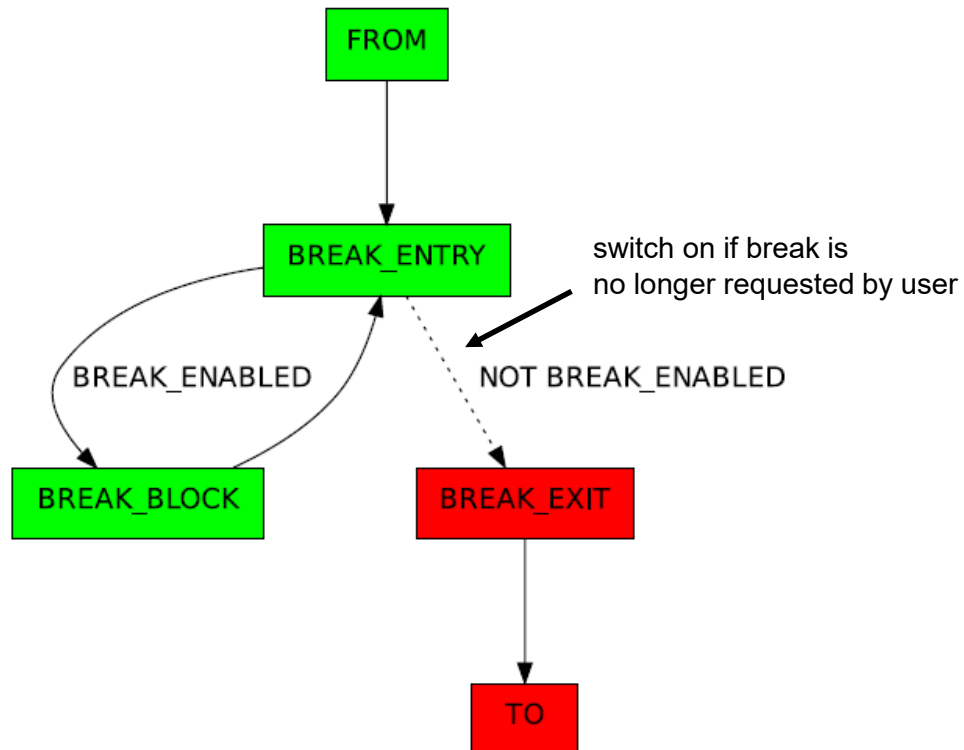 FROM
BREAK_ENTRY
switch on if break is
no longer requested by user
BREAK_ENABLED
NOT BREAK_ENABLED
BREAK_BLOCK
BREAK_EXIT
TO